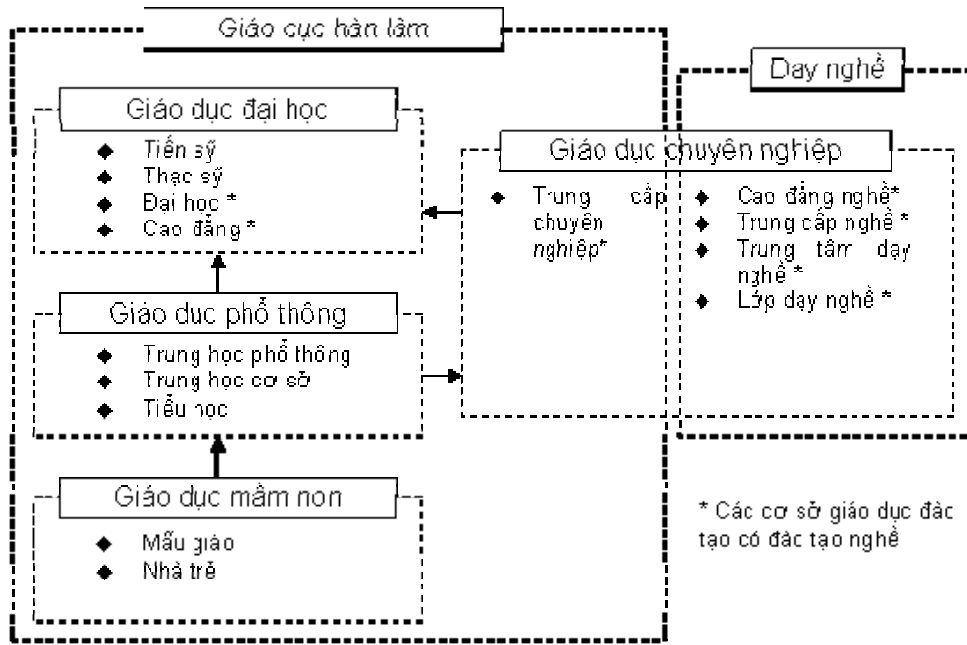 Giáo cục hàn lâm
Dạy nghề
Giáo dục đại học
Tiến sỹ
Thạc sỹ
Đại học *
Cao đẳng *
Giáo dục chuyên nghiệp
Trung cấp
chuyên
nghiệp*
Cao đẳng nghề*
Trung cấp nghề *
Trung tâm dạy
nghề *
Lớp dạy nghề *
Giáo dục phổ thông
Trung học phổ thông
Trung học cơ sở
Tiểu học
Giáo dục mầm non
Mẫu giáo
Nhà trẻ
* Các cơ sở giáo dục đàc
tạo có đàc tạo nghề